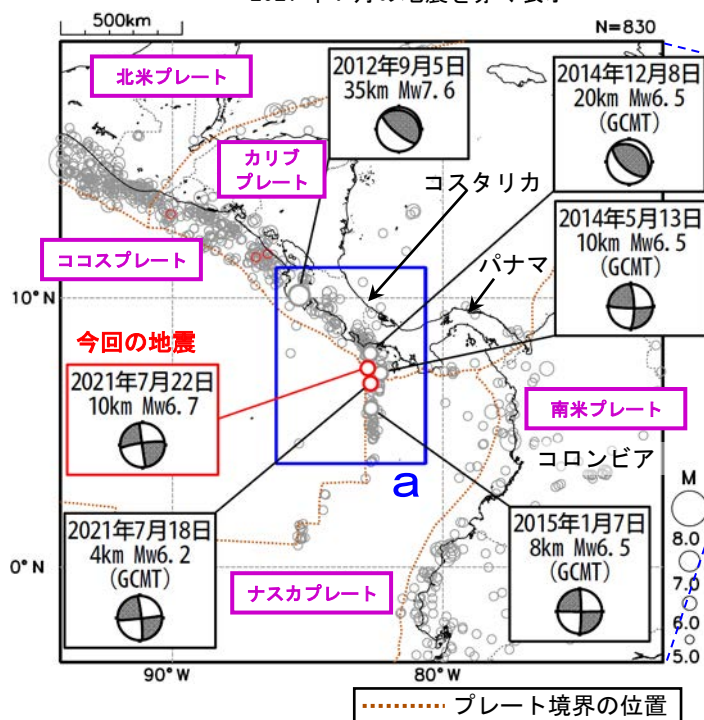 500km
N=830
北米プレート
2012年9月5日
35km Mw7.6
2014年12月8日
20km Mw6.5
(GCMT)
カリブ
プレート
コスタリカ
2014年5月13日
10km Mw6.5
(GCMT)
ココスプレート
パナマ
10°N
今回の地震
2021年7月22日
10km Mw6.7
南米プレート
コロンビア
a
M
8.0
7.0
6.0
5.0
2021年7月18日
4km Mw6.2
(GCMT)
2015年1月7日
8km Mw6.5
(GCMT)
0°N
ナスカプレート
90°W
80°W
プレート境界の位置